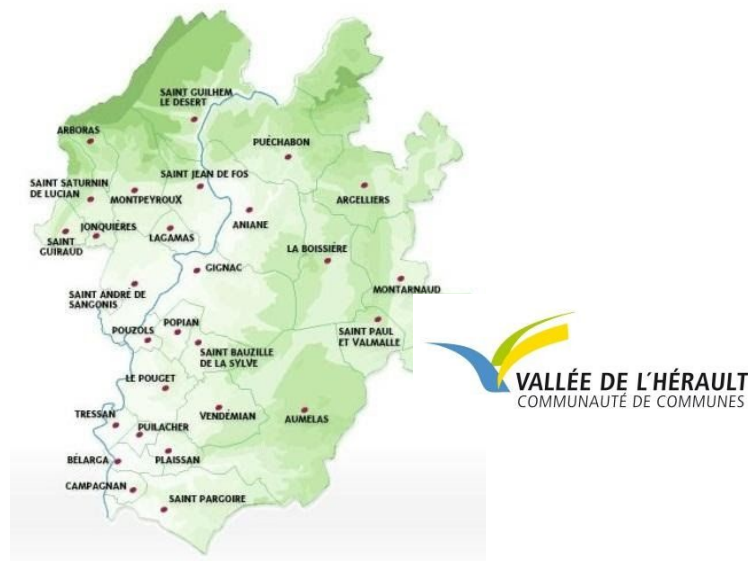 SAINT GUILHEM
LE DESERT
ARBORAS
PUÉCHABON
SAINT JEAN DE FOS
SAINT SATURNIN
DE LUCIAN
MONTPEYROUX
ARGELLIERS
JONQUIÈRES
LAGAMAS
ANIANE
SAINT
GUIRAUD
LA BOISSIÈRE
GIGNAC
MONTARNAUD
SAINT ANDRÉ DE
SANGONIS
POUZOLS
POPIAN
SAINT PAUL
ET VALMALLE
SAINT BAUZILLE
DE LA SYLVE
LE POUGET
VALLÉE DE L'HÉRAULT
COMMUNAUTÉ DE COMMUNES
TRESSAN
VENDÉMIAN
AUMELAS
PUILACHER
BÉLARGA
PLAISSAN
CAMPAGNAN
SAINT PARGOIRE